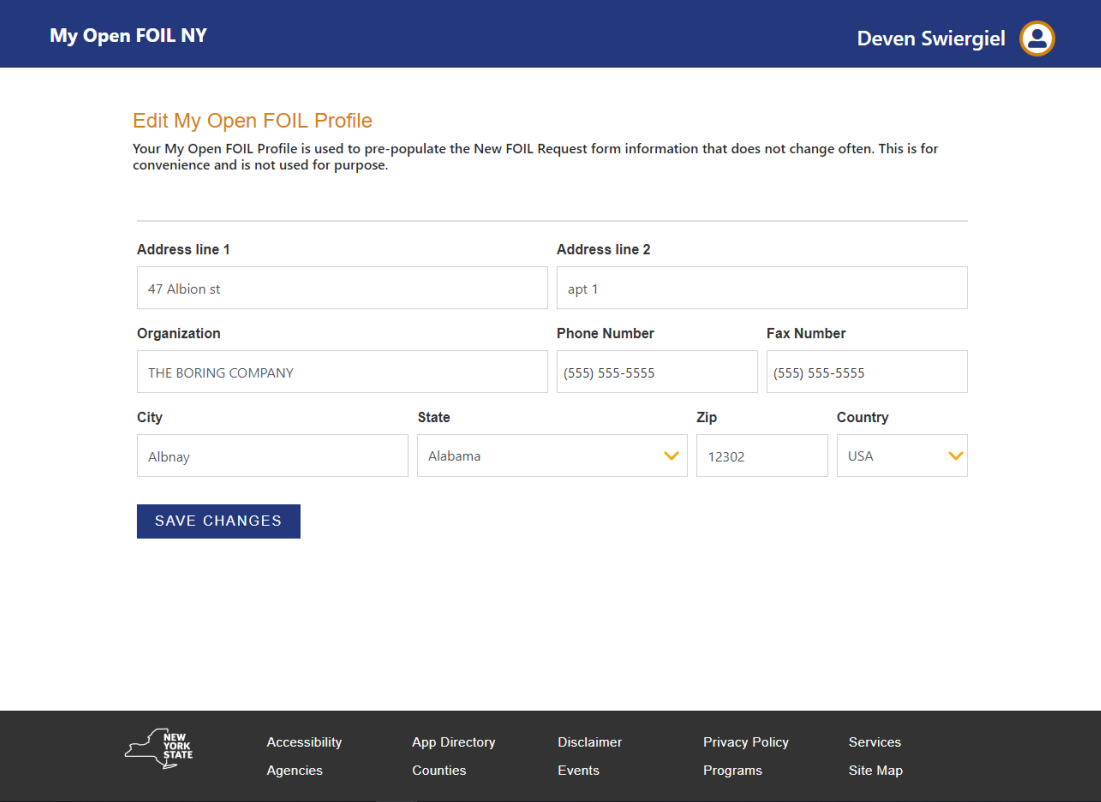 My Open FOIL NY
Deven Swiergiel
Edit My Open FOIL Profile
Your My Open FOIL Profile is used to pre-populate the New FOIL Request form information that does not change often. This is for
convenience and is not used for purpose.
Address line 1
Address line 2
47 Albion st
apt 1
Organization
Phone Number
Fax Number
THE BORING COMPANY
(555) 555-5555
(555) 555-5555
City
State
Zip
Country
Albnay
Alabama
12302
USA
SAVE CHANGES
NEW
YORK
STATE
Accessibility
App Directory
Disclaimer
Privacy Policy
Services
Agencies
Counties
Events
Programs
Site Map